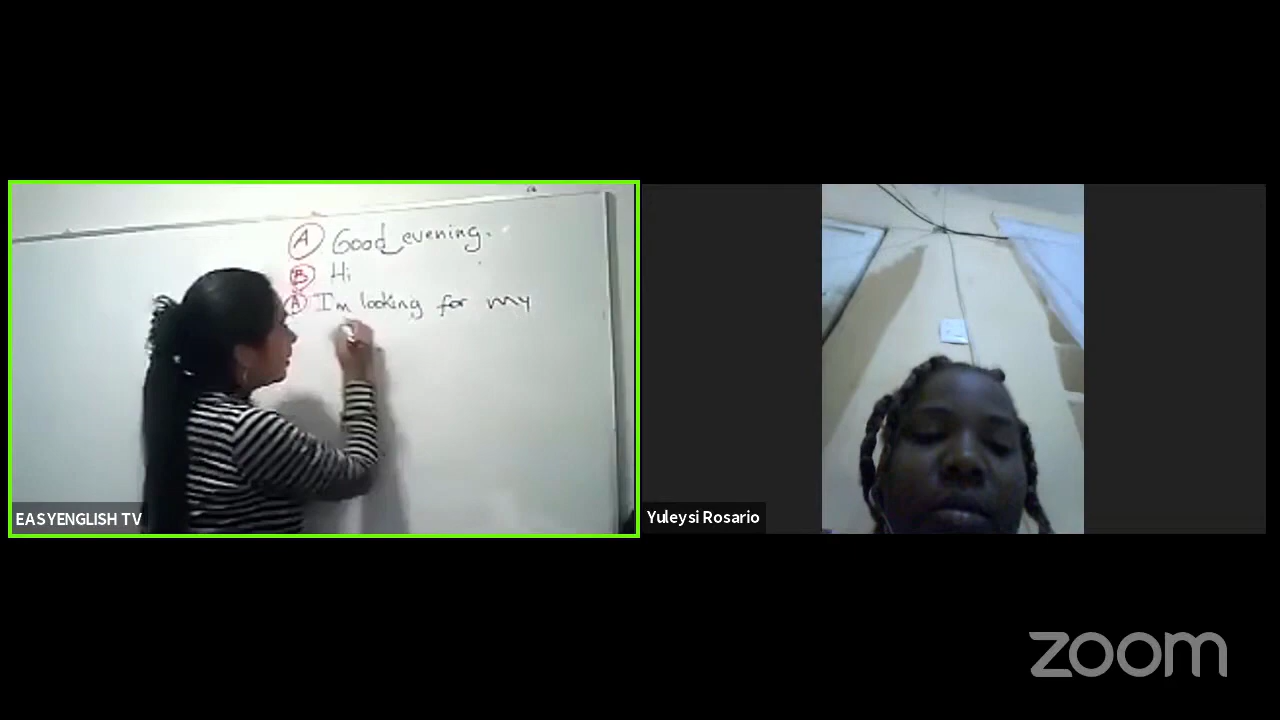 A Good evening.
B Hi
A I'm looking for my
EASYENGLISH TV
Yuleysi Rosario
zoom